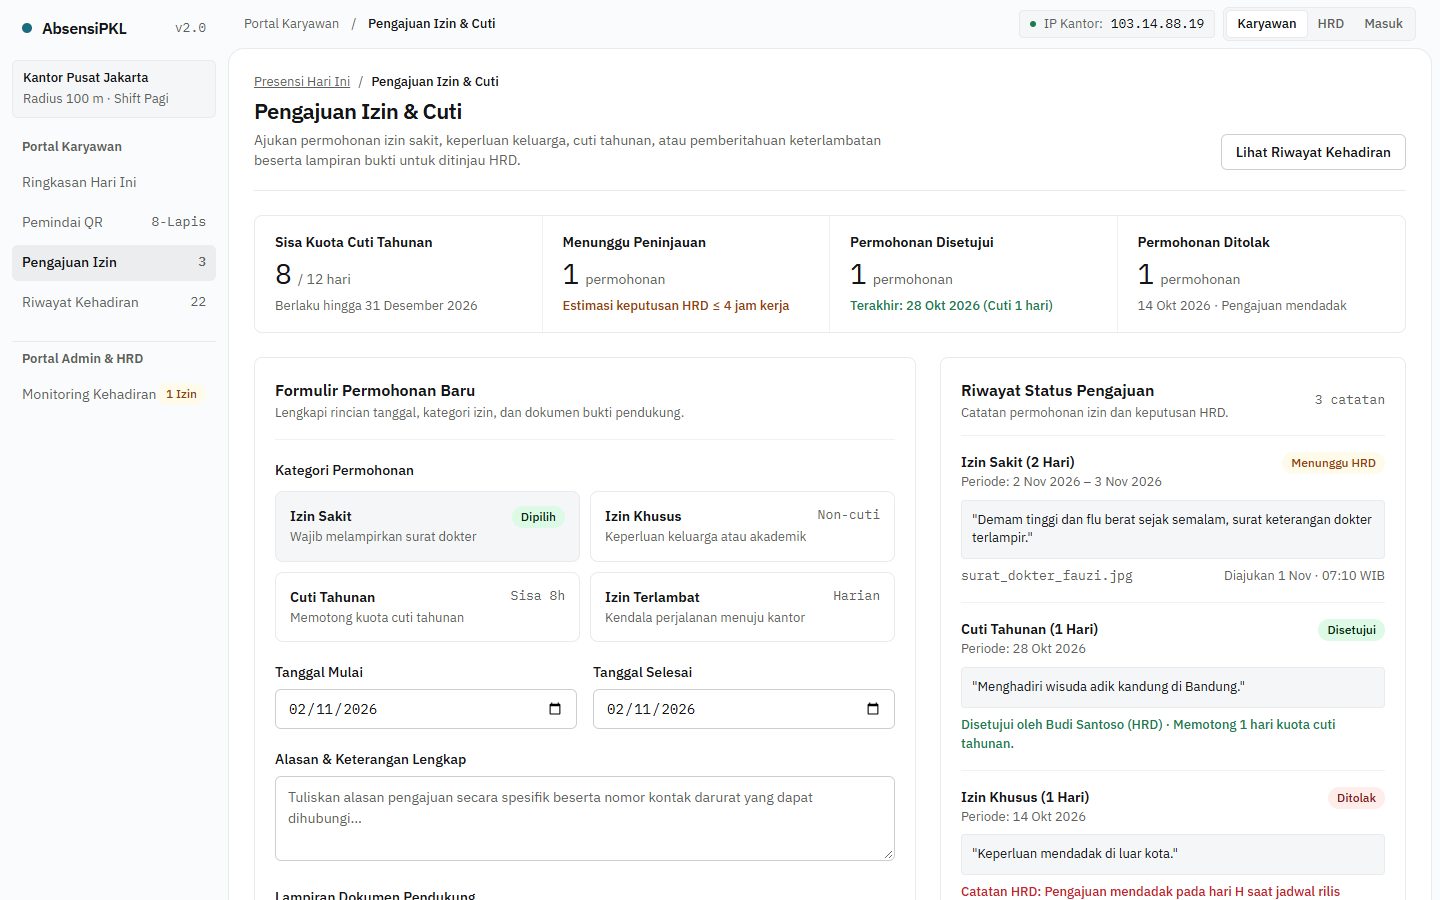 AbsensiPKL v2.0
Kantor Pusat Jakarta
Radius 100 m · Shift Pagi
Portal Karyawan
Ringkasan Hari Ini
Pemindai QR 8-Lapis
Pengajuan Izin 3
Riwayat Kehadiran 22
Portal Admin & HRD
Monitoring Kehadiran 1 Izin
Portal Karyawan / Pengajuan Izin & Cuti
IP Kantor: 103.14.88.19
Karyawan HRD Masuk
Presensi Hari Ini / Pengajuan Izin & Cuti
Pengajuan Izin & Cuti
Ajukan permohonan izin sakit, keperluan keluarga, cuti tahunan, atau pemberitahuan keterlambatan
beserta lampiran bukti untuk ditinjau HRD.
Lihat Riwayat Kehadiran
Sisa Kuota Cuti Tahunan
8 / 12 hari
Berlaku hingga 31 Desember 2026
Menunggu Peninjauan
1 permohonan
Estimasi keputusan HRD ≤ 4 jam kerja
Permohonan Disetujui
1 permohonan
Terakhir: 28 Okt 2026 (Cuti 1 hari)
Permohonan Ditolak
1 permohonan
14 Okt 2026 · Pengajuan mendadak
Formulir Permohonan Baru
Lengkapi rincian tanggal, kategori izin, dan dokumen bukti pendukung.
Kategori Permohonan
Izin Sakit Dipilih
Wajib melampirkan surat dokter
Izin Khusus Non-cuti
Keperluan keluarga atau akademik
Cuti Tahunan Sisa 8h
Memotong kuota cuti tahunan
Izin Terlambat Harian
Kendala perjalanan menuju kantor
Tanggal Mulai
02/11/2026
Tanggal Selesai
02/11/2026
Alasan & Keterangan Lengkap
Tuliskan alasan pengajuan secara spesifik beserta nomor kontak darurat yang dapat
dihubungi...
Lampiran Dokumen Pendukung
Riwayat Status Pengajuan
Catatan permohonan izin dan keputusan HRD.
3 catatan
Izin Sakit (2 Hari) Menunggu HRD
Periode: 2 Nov 2026 – 3 Nov 2026
"Demam tinggi dan flu berat sejak semalam, surat keterangan dokter
terlampir."
surat_dokter_fauzi.jpg Diajukan 1 Nov · 07:10 WIB
Cuti Tahunan (1 Hari) Disetujui
Periode: 28 Okt 2026
"Menghadiri wisuda adik kandung di Bandung."
Disetujui oleh Budi Santoso (HRD) · Memotong 1 hari kuota cuti
tahunan.
Izin Khusus (1 Hari) Ditolak
Periode: 14 Okt 2026
"Keperluan mendadak di luar kota."
Catatan HRD: Pengajuan mendadak pada hari H saat jadwal rilis